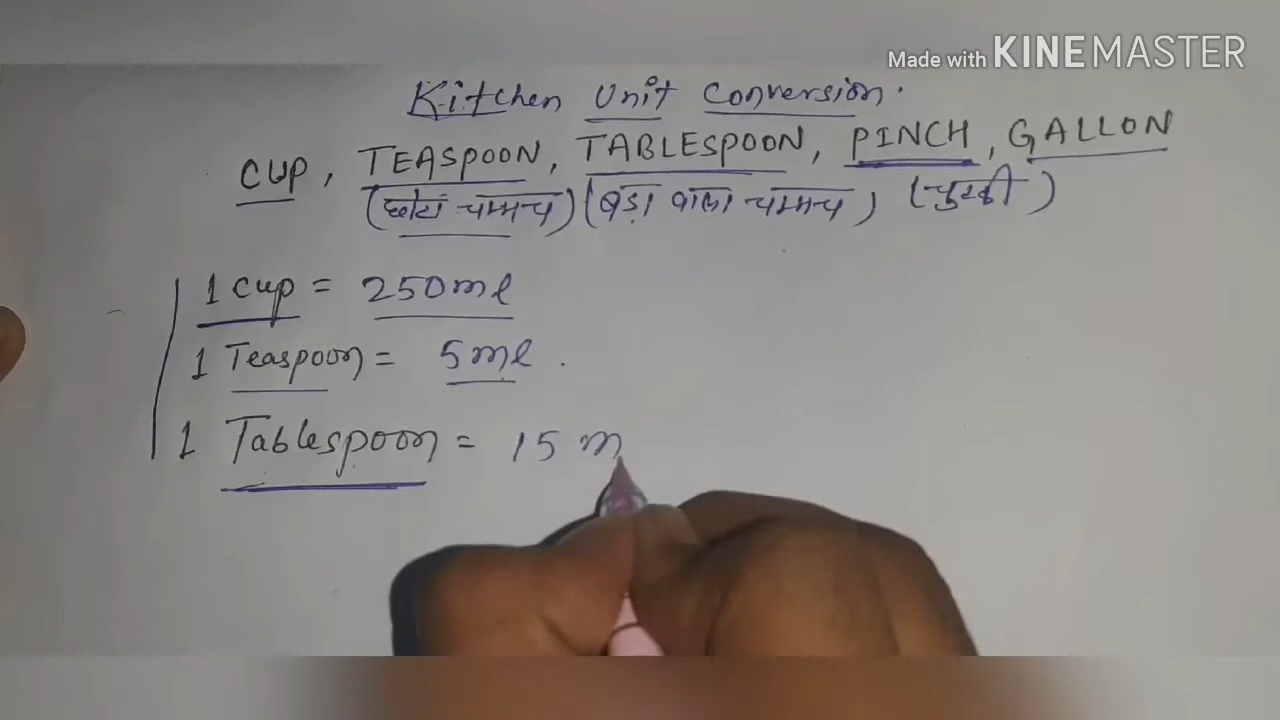 Made with KINEMASTER
Kitchen Unit Conversion.
CUP, TEASPOON, TABLESPOON, PINCH, GALLON
(छोटा चम्मच) (बड़ा वाला चम्मच) (चुटकी)
1 Cup = 250ml
1 Teaspoon = 5ml .
1 Tablespoon = 15 m